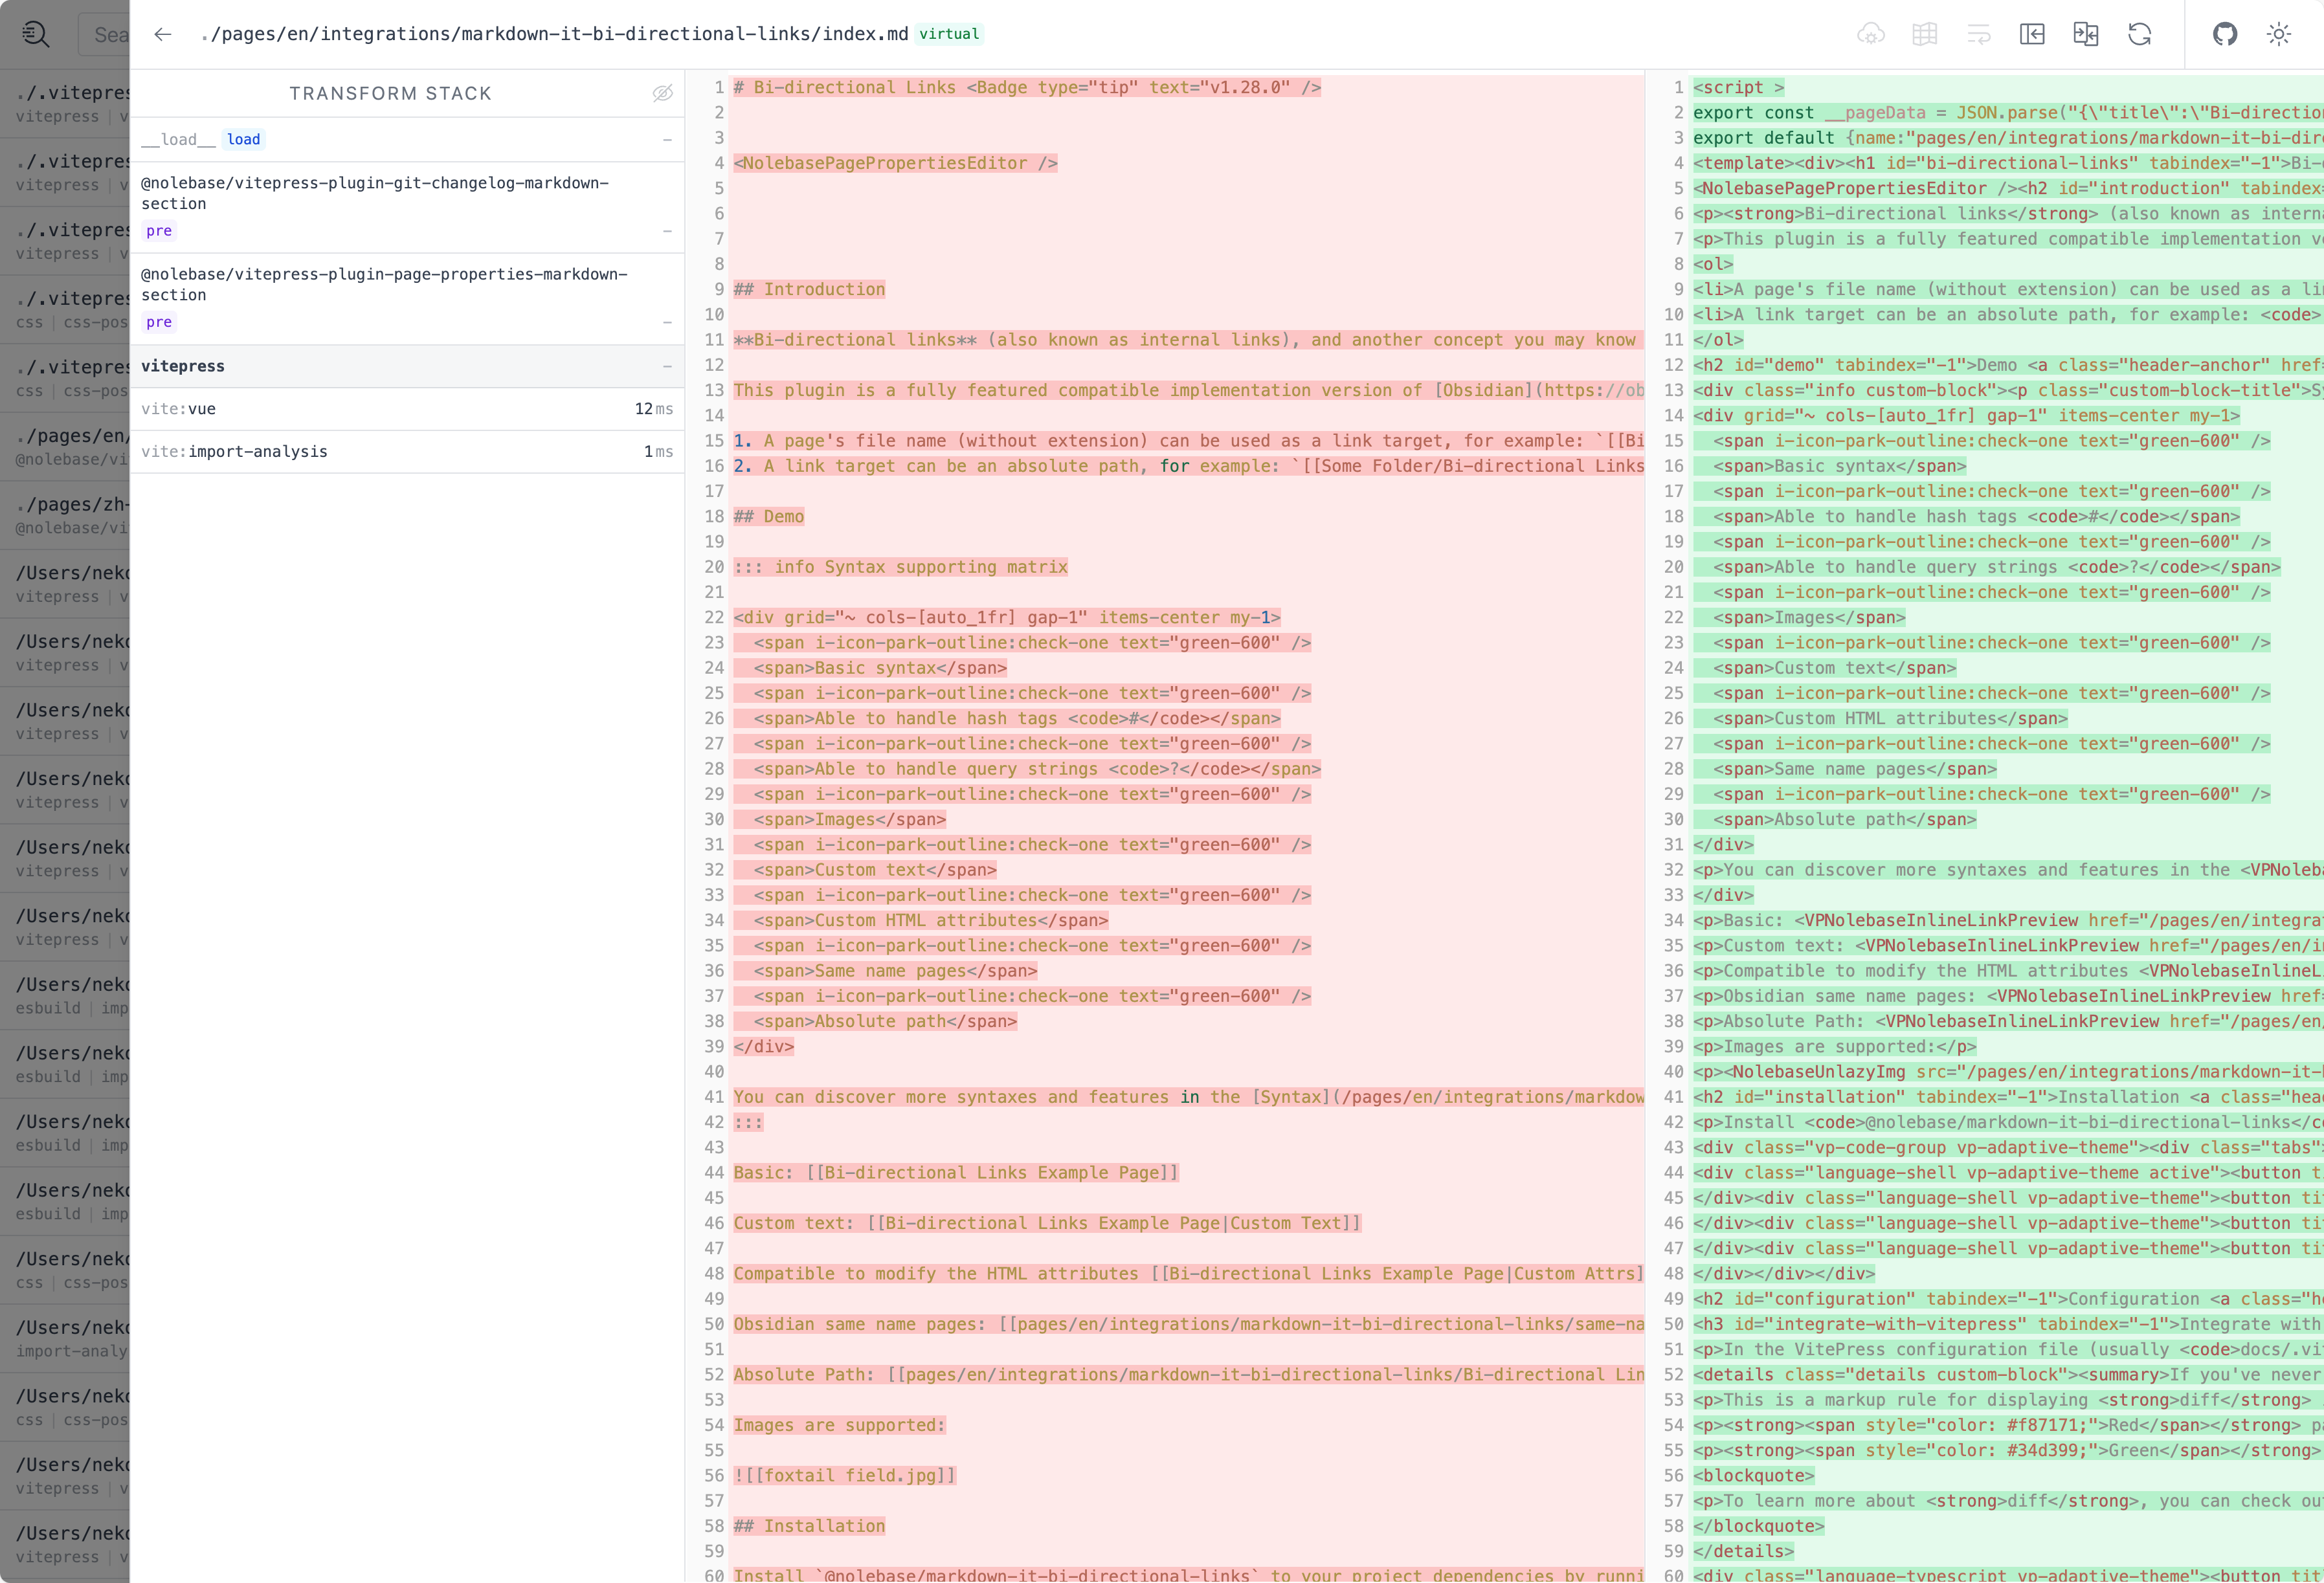 Sea
./.vitepres
vitepress | v
./.vitepres
vitepress | v
./.vitepres
vitepress | v
./.vitepres
css | css-pos
./.vitepres
css | css-pos
./pages/en/
@nolebase/vi
./pages/zh-
@nolebase/vi
/Users/neko
vitepress | v
/Users/neko
vitepress | v
/Users/neko
vitepress | v
/Users/neko
vitepress | v
/Users/neko
vitepress | v
/Users/neko
vitepress | v
/Users/neko
esbuild | imp
/Users/neko
esbuild | imp
/Users/neko
esbuild | imp
/Users/neko
esbuild | imp
/Users/neko
css | css-pos
/Users/neko
import-analy
/Users/neko
css | css-pos
/Users/neko
vitepress | v
/Users/neko
vitepress | v
./pages/en/integrations/markdown-it-bi-directional-links/index.md virtual
TRANSFORM STACK
__load__ load –
@nolebase/vitepress-plugin-git-changelog-markdown-
section
pre –
@nolebase/vitepress-plugin-page-properties-markdown-
section
pre –
vitepress –
vite:vue 12ms
vite:import-analysis 1ms
1 # Bi-directional Links <Badge type="tip" text="v1.28.0" />
2
3
4 <NolebasePagePropertiesEditor />
5
6
7
8
9 ## Introduction
10
11 **Bi-directional links** (also known as internal links), and another concept you may know
12
13 This plugin is a fully featured compatible implementation version of [Obsidian](https://ob
14
15 1. A page's file name (without extension) can be used as a link target, for example: `[[Bi
16 2. A link target can be an absolute path, for example: `[[Some Folder/Bi-directional Links
17
18 ## Demo
19
20 ::: info Syntax supporting matrix
21
22 <div grid="~ cols-[auto_1fr] gap-1" items-center my-1>
23   <span i-icon-park-outline:check-one text="green-600" />
24   <span>Basic syntax</span>
25   <span i-icon-park-outline:check-one text="green-600" />
26   <span>Able to handle hash tags <code>#</code></span>
27   <span i-icon-park-outline:check-one text="green-600" />
28   <span>Able to handle query strings <code>?</code></span>
29   <span i-icon-park-outline:check-one text="green-600" />
30   <span>Images</span>
31   <span i-icon-park-outline:check-one text="green-600" />
32   <span>Custom text</span>
33   <span i-icon-park-outline:check-one text="green-600" />
34   <span>Custom HTML attributes</span>
35   <span i-icon-park-outline:check-one text="green-600" />
36   <span>Same name pages</span>
37   <span i-icon-park-outline:check-one text="green-600" />
38   <span>Absolute path</span>
39 </div>
40
41 You can discover more syntaxes and features in the [Syntax](/pages/en/integrations/markdow
42 :::
43
44 Basic: [[Bi-directional Links Example Page]]
45
46 Custom text: [[Bi-directional Links Example Page|Custom Text]]
47
48 Compatible to modify the HTML attributes [[Bi-directional Links Example Page|Custom Attrs]
49
50 Obsidian same name pages: [[pages/en/integrations/markdown-it-bi-directional-links/same-na
51
52 Absolute Path: [[pages/en/integrations/markdown-it-bi-directional-links/Bi-directional Lin
53
54 Images are supported:
55
56 ![[foxtail field.jpg]]
57
58 ## Installation
59
60 Install `@nolebase/markdown-it-bi-directional-links` to your project dependencies by runni
1 <script >
2 export const __pageData = JSON.parse("{\"title\":\"Bi-direction
3 export default {name:"pages/en/integrations/markdown-it-bi-dire
4 <template><div><h1 id="bi-directional-links" tabindex="-1">Bi-d
5 <NolebasePagePropertiesEditor /><h2 id="introduction" tabindex=
6 <p><strong>Bi-directional links</strong> (also known as interna
7 <p>This plugin is a fully featured compatible implementation ve
8 <ol>
9 <li>A page's file name (without extension) can be used as a lin
10 <li>A link target can be an absolute path, for example: <code>
11 </ol>
12 <h2 id="demo" tabindex="-1">Demo <a class="header-anchor" href=
13 <div class="info custom-block"><p class="custom-block-title">Sy
14 <div grid="~ cols-[auto_1fr] gap-1" items-center my-1>
15   <span i-icon-park-outline:check-one text="green-600" />
16   <span>Basic syntax</span>
17   <span i-icon-park-outline:check-one text="green-600" />
18   <span>Able to handle hash tags <code>#</code></span>
19   <span i-icon-park-outline:check-one text="green-600" />
20   <span>Able to handle query strings <code>?</code></span>
21   <span i-icon-park-outline:check-one text="green-600" />
22   <span>Images</span>
23   <span i-icon-park-outline:check-one text="green-600" />
24   <span>Custom text</span>
25   <span i-icon-park-outline:check-one text="green-600" />
26   <span>Custom HTML attributes</span>
27   <span i-icon-park-outline:check-one text="green-600" />
28   <span>Same name pages</span>
29   <span i-icon-park-outline:check-one text="green-600" />
30   <span>Absolute path</span>
31 </div>
32 <p>You can discover more syntaxes and features in the <VPNoleba
33 </div>
34 <p>Basic: <VPNolebaseInlineLinkPreview href="/pages/en/integrat
35 <p>Custom text: <VPNolebaseInlineLinkPreview href="/pages/en/in
36 <p>Compatible to modify the HTML attributes <VPNolebaseInlineL
37 <p>Obsidian same name pages: <VPNolebaseInlineLinkPreview href=
38 <p>Absolute Path: <VPNolebaseInlineLinkPreview href="/pages/en/
39 <p>Images are supported:</p>
40 <p><NolebaseUnlazyImg src="/pages/en/integrations/markdown-it-b
41 <h2 id="installation" tabindex="-1">Installation <a class="head
42 <p>Install <code>@nolebase/markdown-it-bi-directional-links</co
43 <div class="vp-code-group vp-adaptive-theme"><div class="tabs">
44 <div class="language-shell vp-adaptive-theme active"><button ti
45 </div><div class="language-shell vp-adaptive-theme"><button tit
46 </div><div class="language-shell vp-adaptive-theme"><button tit
47 </div><div class="language-shell vp-adaptive-theme"><button tit
48 </div></div></div>
49 <h2 id="configuration" tabindex="-1">Configuration <a class="he
50 <h3 id="integrate-with-vitepress" tabindex="-1">Integrate with
51 <p>In the VitePress configuration file (usually <code>docs/.vit
52 <details class="details custom-block"><summary>If you've never
53 <p>This is a markup rule for displaying <strong>diff</strong>
54 <p><strong><span style="color: #f87171;">Red</span></strong> pa
55 <p><strong><span style="color: #34d399;">Green</span></strong>
56 <blockquote>
57 <p>To learn more about <strong>diff</strong>, you can check out
58 </blockquote>
59 </details>
60 <div class="language-typescript vp-adaptive-theme"><button titl